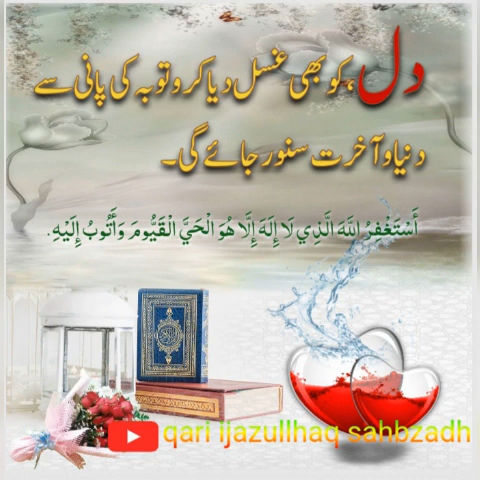 دل، کو بھی غسل دیا کرو توبہ کی پانی سے
دنیا و آخرت سنور جائے گی۔
أَسْتَغْفِرُ اللَّهَ الَّذِي لَا إِلَهَ إِلَّا هُوَ الْحَيَّ الْقَيُّومَ وَأَتُوبُ إِلَيْهِ.
qari ijazullhaq sahbzadh